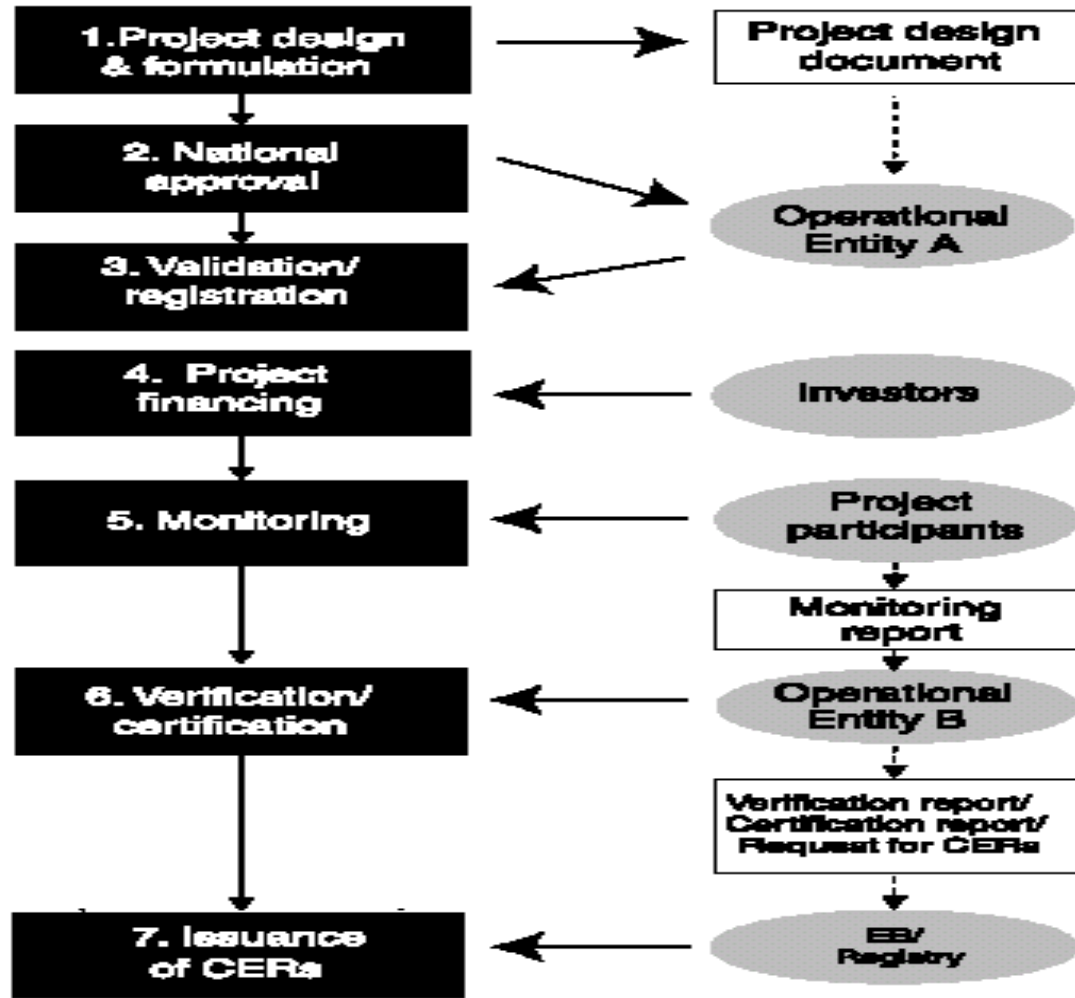 1.Project design
& formulation
Project design
document
2. National
approval
Operational
Entity A
3. Validation/
registration
4. Project
financing
Investors
5. Monitoring
Project
participants
Monitoring
report
6. Verification/
certification
Operational
Entity B
Verification report/
Certification report/
Request for CERs
7. Issuance
of CERs
EB/
Registry